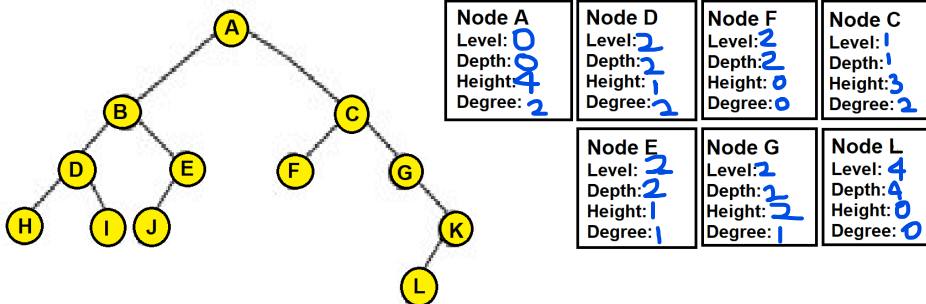 A
B
C
D
E
F
G
H
I
J
K
L
Node A
Level: 0
Depth: 0
Height: 4
Degree: 2
Node D
Level: 2
Depth: 2
Height: 1
Degree: 2
Node F
Level: 2
Depth: 2
Height: 0
Degree: 0
Node C
Level: 1
Depth: 1
Height: 3
Degree: 2
Node E
Level: 2
Depth: 2
Height: 1
Degree: 1
Node G
Level: 2
Depth: 2
Height: 2
Degree: 1
Node L
Level: 4
Depth: 4
Height: 0
Degree: 0